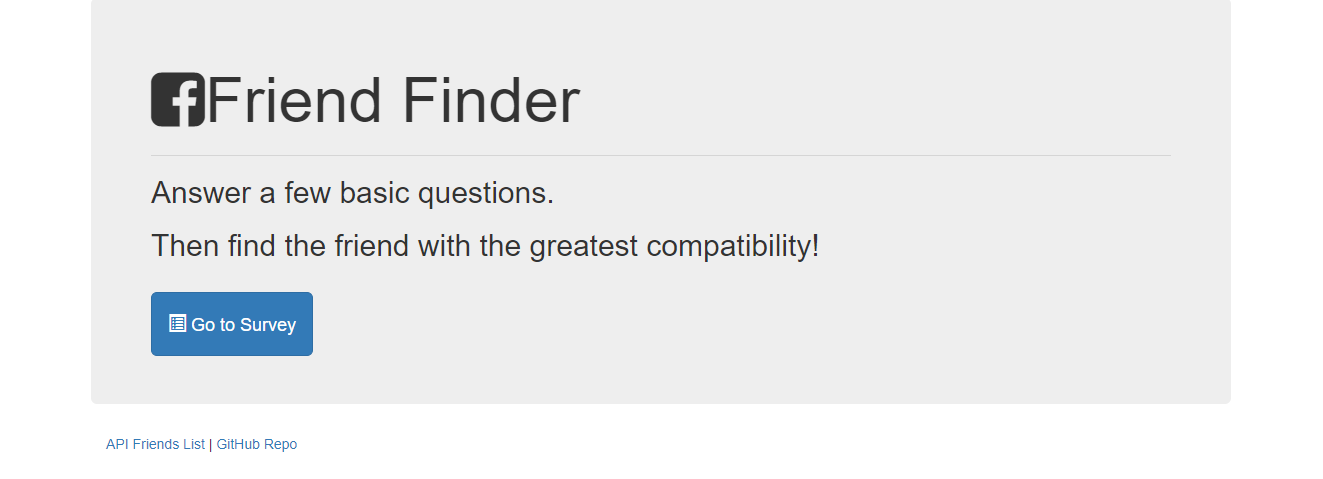 Friend Finder
Answer a few basic questions.
Then find the friend with the greatest compatibility!
Go to Survey
API Friends List | GitHub Repo